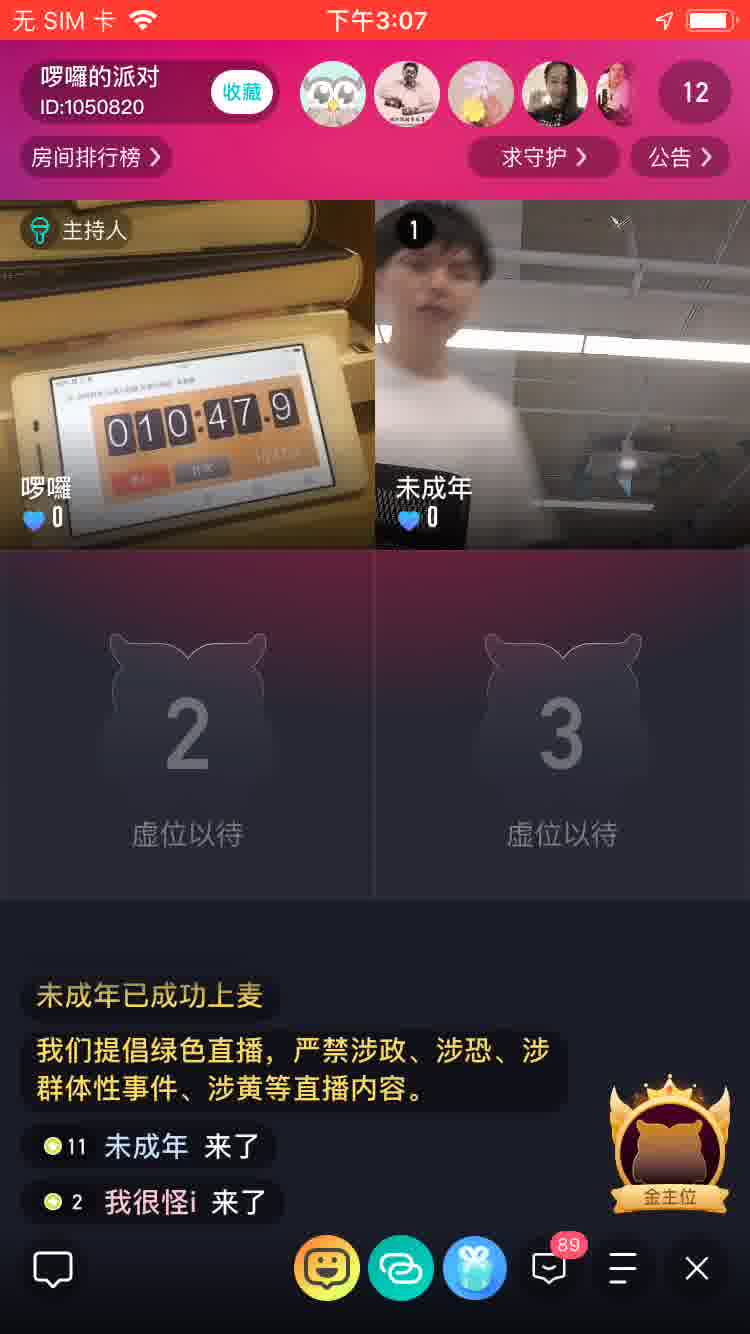 无 SIM 卡
下午3:07
啰囉的派对
ID:1050820
收藏
12
房间排行榜
求守护
公告
主持人
1
010:47.9
啰囉
0
未成年
0
2
虚位以待
3
虚位以待
未成年已成功上麦
我们提倡绿色直播，严禁涉政、涉恐、涉
群体性事件、涉黄等直播内容。
11 未成年 来了
2 我很怪i 来了
金主位
89